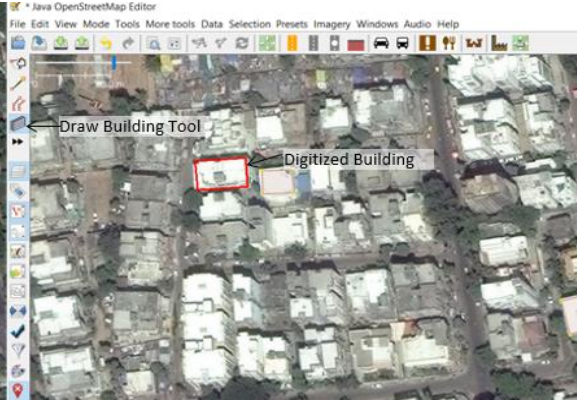 * Java OpenStreetMap Editor
File Edit View Mode Tools More tools Data Selection Presets Imagery Windows Audio Help
Draw Building Tool
Digitized Building